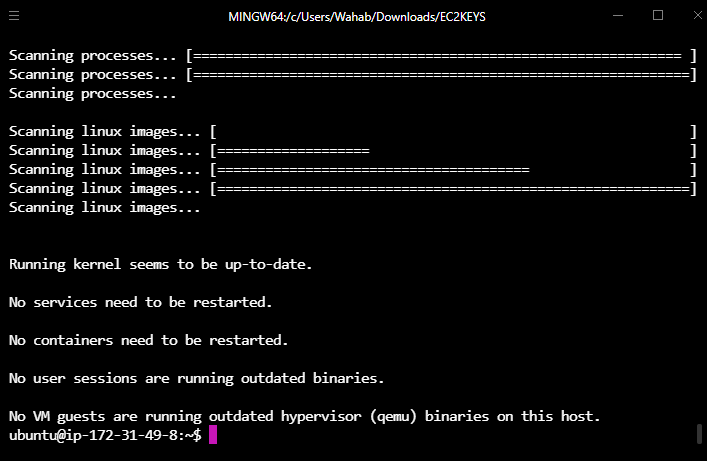 MINGW64:/c/Users/Wahab/Downloads/EC2KEYS
Scanning processes... [============================================================= ]
Scanning processes... [==============================================================]
Scanning processes...
Scanning linux images... [                                                           ]
Scanning linux images... [===================                                        ]
Scanning linux images... [=======================================                    ]
Scanning linux images... [===========================================================]
Scanning linux images...
Running kernel seems to be up-to-date.
No services need to be restarted.
No containers need to be restarted.
No user sessions are running outdated binaries.
No VM guests are running outdated hypervisor (qemu) binaries on this host.
ubuntu@ip-172-31-49-8:~$